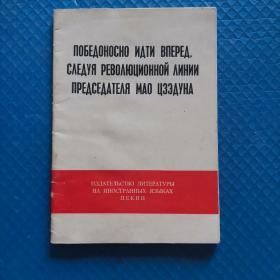 ПОБЕДОНОСНО ИДТИ ВПЕРЕД,
СЛЕДУЯ РЕВОЛЮЦИОННОЙ ЛИНИИ
ПРЕДСЕДАТЕЛЯ МАО ЦЗЭДУНА
ИЗДАТЕЛЬСТВО ЛИТЕРАТУРЫ
НА ИНОСТРАННЫХ ЯЗЫКАХ
ПЕКИН